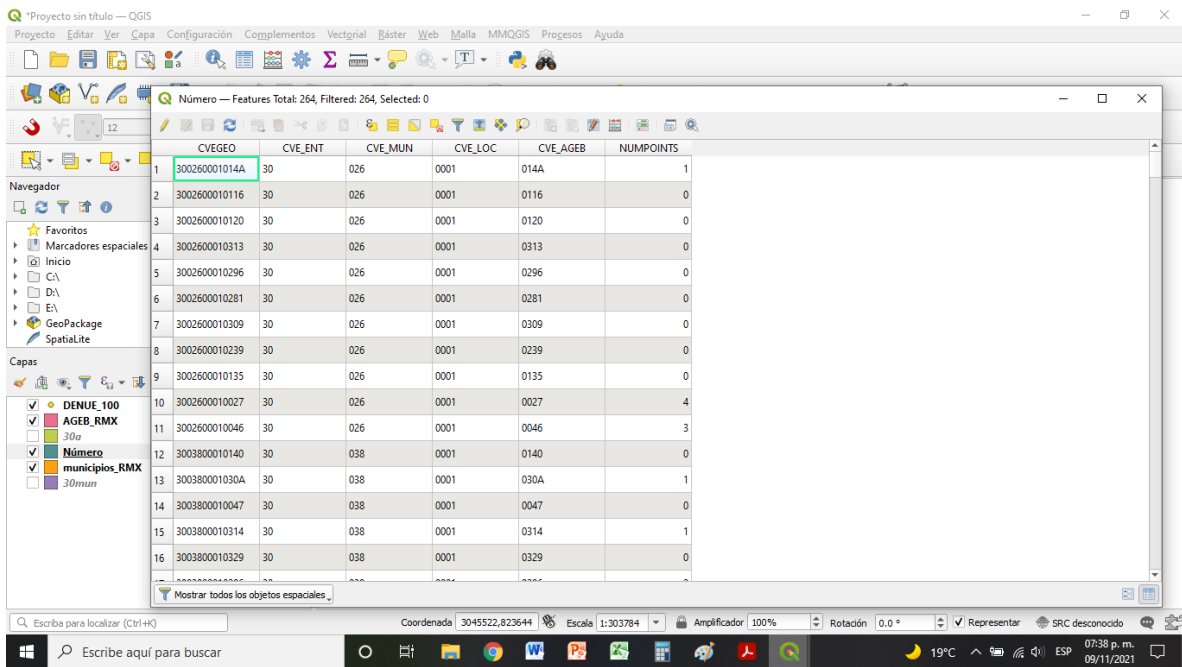 *Proyecto sin título — QGIS
Proyecto Editar Ver Capa Configuración Complementos Vectorial Ráster Web Malla MMQGIS Procesos Ayuda
Número — Features Total: 264, Filtered: 264, Selected: 0
12
CVEGEO CVE_ENT CVE_MUN CVE_LOC CVE_AGEB NUMPOINTS
1 300260001014A 30 026 0001 014A 1
2 3002600010116 30 026 0001 0116 0
3 3002600010120 30 026 0001 0120 0
4 3002600010313 30 026 0001 0313 0
5 3002600010296 30 026 0001 0296 0
6 3002600010281 30 026 0001 0281 0
7 3002600010309 30 026 0001 0309 0
8 3002600010239 30 026 0001 0239 0
9 3002600010135 30 026 0001 0135 0
10 3002600010027 30 026 0001 0027 4
11 3002600010046 30 026 0001 0046 3
12 3003800010140 30 038 0001 0140 0
13 300380001030A 30 038 0001 030A 1
14 3003800010047 30 038 0001 0047 0
15 3003800010314 30 038 0001 0314 1
16 3003800010329 30 038 0001 0329 0
Mostrar todos los objetos espaciales
Navegador
Favoritos
Marcadores espaciales
Inicio
C:\
D:\
E:\
GeoPackage
SpatiaLite
Capas
DENUE_100
AGEB_RMX
30a
Número
municipios_RMX
30mun
Escriba para localizar (Ctrl+K)
Coordenada 3045522,823644 Escala 1:303784 Amplificador 100% Rotación 0.0 ° Representar SRC desconocido
Escribe aquí para buscar
19°C ESP 07:38 p. m.
09/11/2021